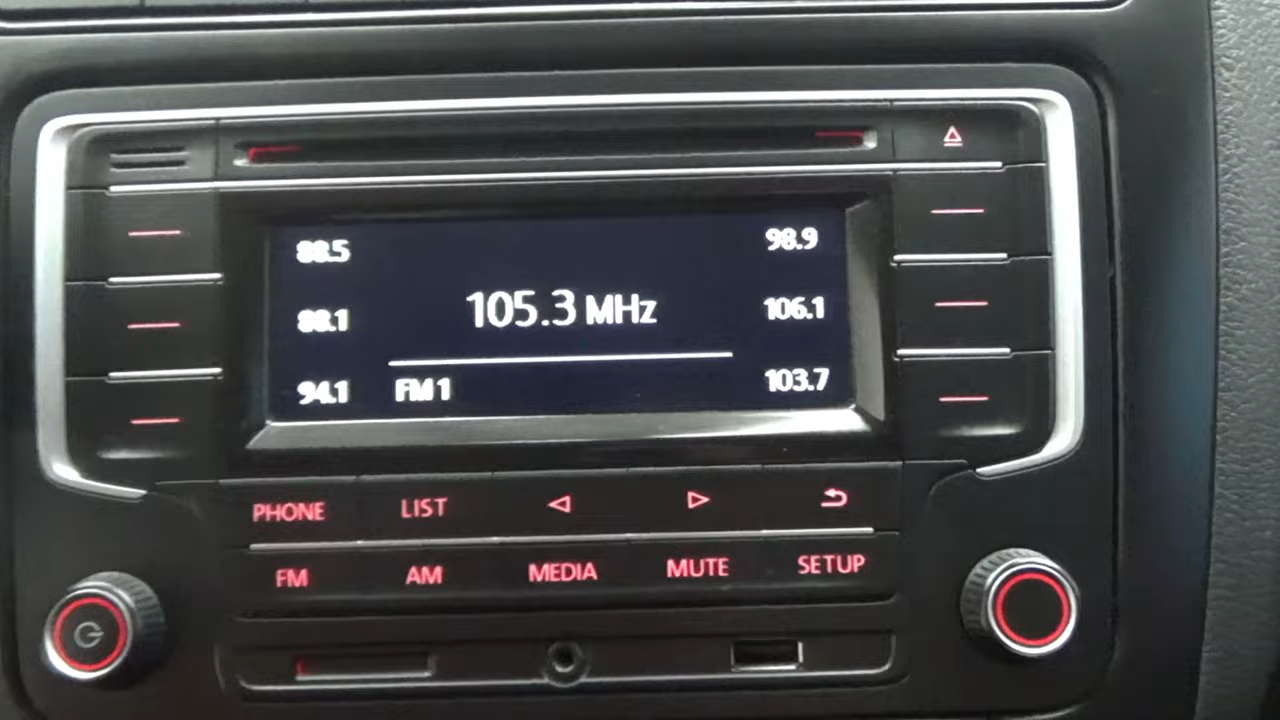 88.5 98.9
105.3 MHz
88.1 106.1
94.1 FM1 103.7
PHONE LIST
FM AM MEDIA MUTE SETUP